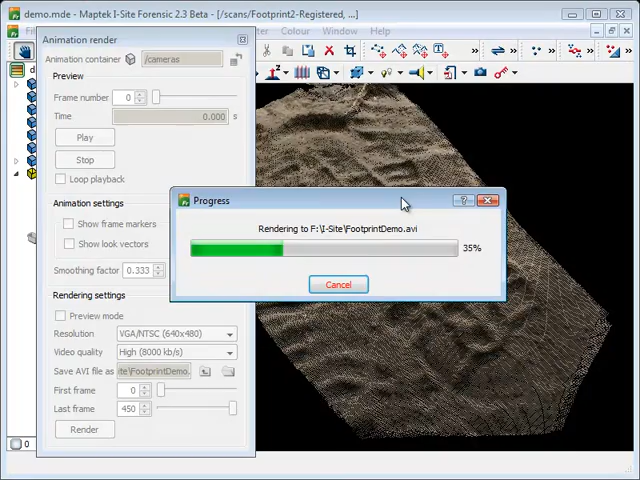 demo.mde - Maptek I-Site Forensic 2.3 Beta - [/scans/Footprint2-Registered, ...]
Colour Window Help
Animation render
Animation container /cameras
Preview
Frame number 0
Time 0.000 s
Play
Stop
Loop playback
Animation settings
Show frame markers
Show look vectors
Smoothing factor 0.333
Rendering settings
Preview mode
Resolution VGA/NTSC (640x480)
Video quality High (8000 kb/s)
Save AVI file as ite\FootprintDemo.
First frame 0
Last frame 450
Render
Progress
Rendering to F:\I-Site\FootprintDemo.avi
35%
Cancel
0